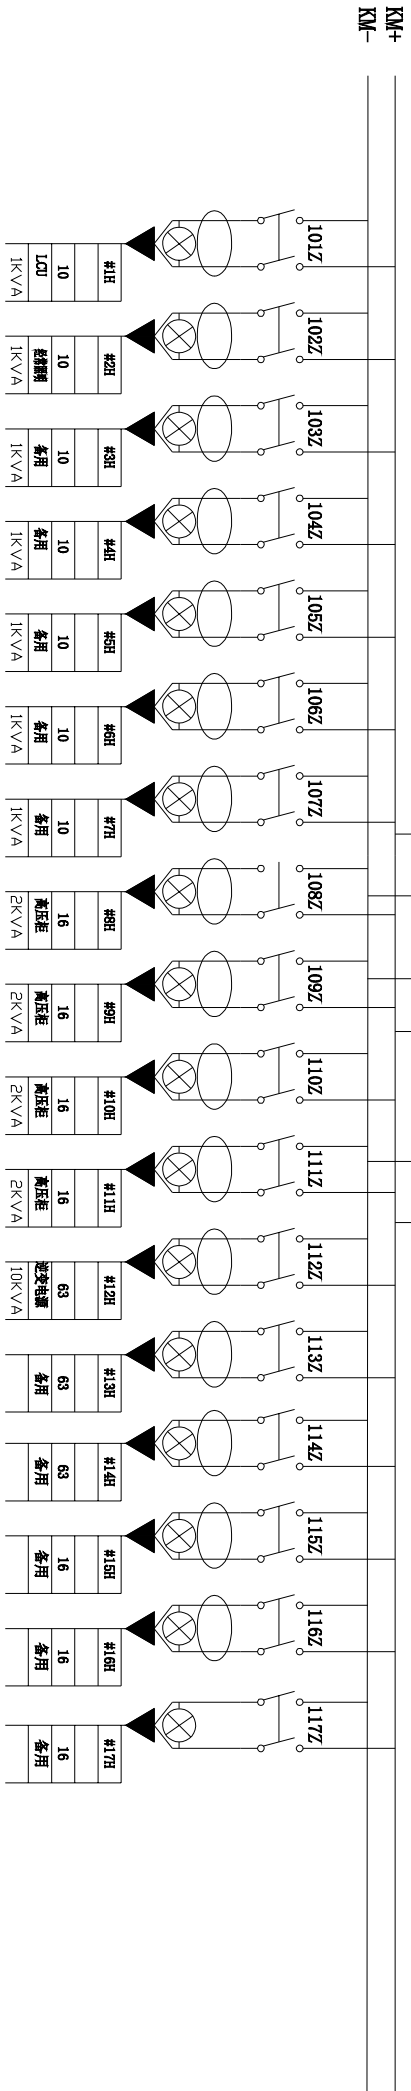 KM+
KM-
101Z
#1H
10
LCU
1KVA
102Z
#2H
10
经常照明
1KVA
103Z
#3H
10
备用
1KVA
104Z
#4H
10
备用
1KVA
105Z
#5H
10
备用
1KVA
106Z
#6H
10
备用
1KVA
107Z
#7H
10
备用
1KVA
108Z
#8H
16
高压柜
2KVA
109Z
#9H
16
高压柜
2KVA
110Z
#10H
16
高压柜
2KVA
111Z
#11H
16
高压柜
2KVA
112Z
#12H
63
逆变电源
10KVA
113Z
#13H
63
备用
114Z
#14H
63
备用
115Z
#15H
16
备用
116Z
#16H
16
备用
117Z
#17H
16
备用